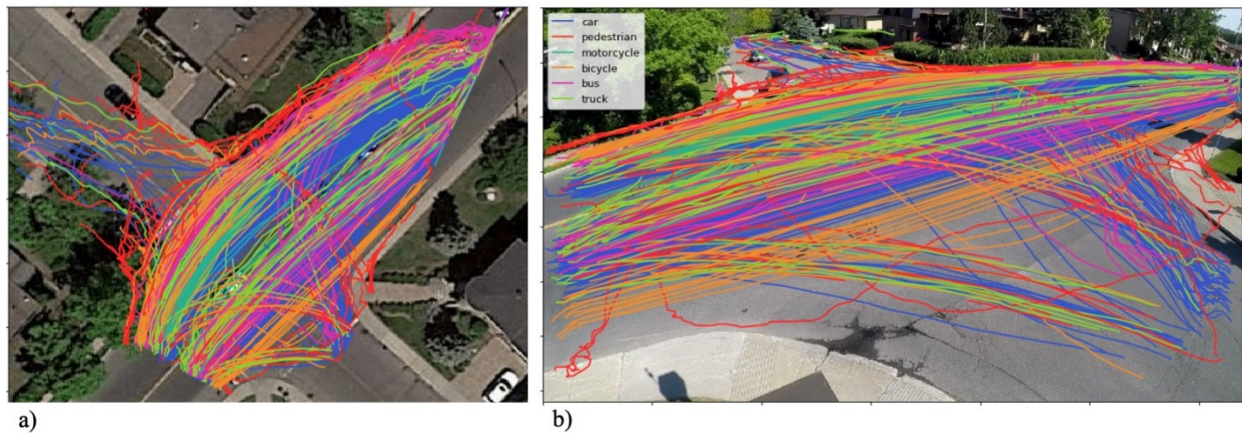 car
pedestrian
motorcycle
bicycle
bus
truck
a)
b)